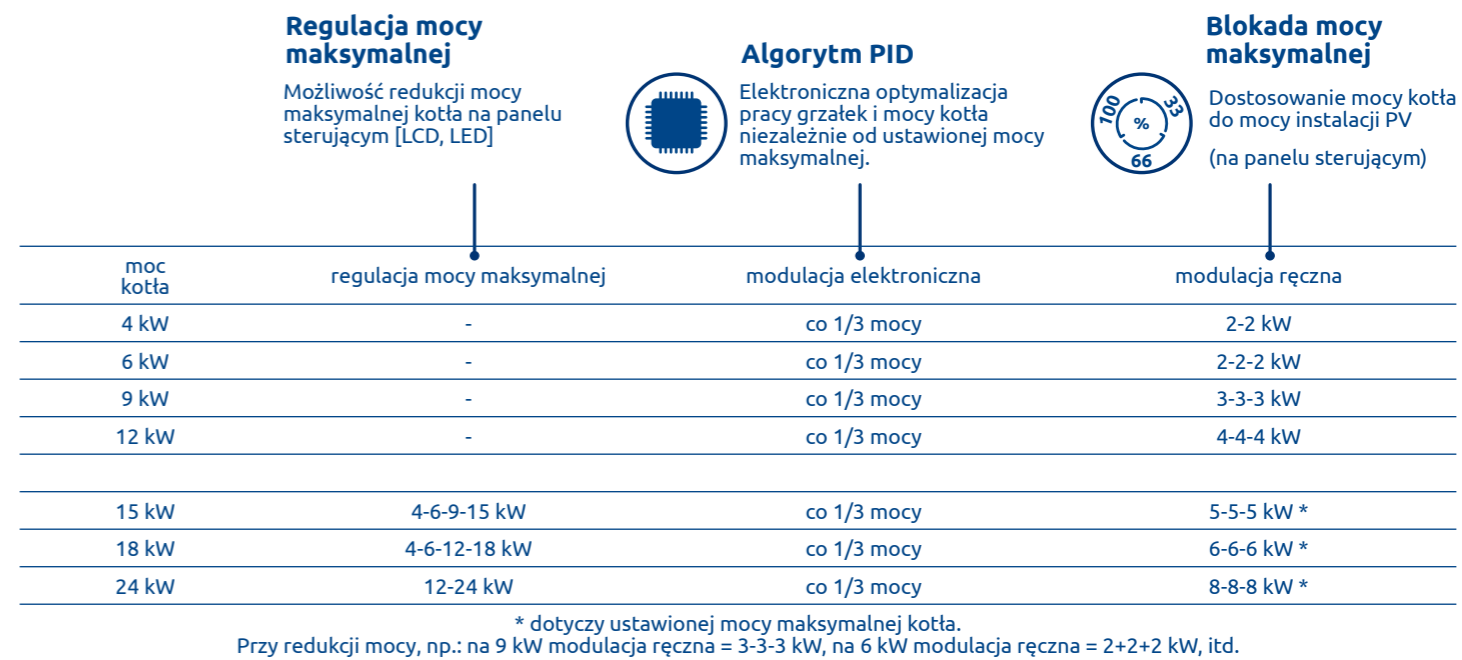 Regulacja mocy
maksymalnej
Możliwość redukcji mocy
maksymalnej kotła na panelu
sterującym [LCD, LED]
Algorytm PID
Elektroniczna optymalizacja
pracy grzałek i mocy kotła
niezależnie od ustawionej mocy
maksymalnej.
100 33
%
66
Blokada mocy
maksymalnej
Dostosowanie mocy kotła
do mocy instalacji PV
(na panelu sterującym)
moc
kotła
regulacja mocy maksymalnej modulacja elektroniczna modulacja ręczna
4 kW - co 1/3 mocy 2-2 kW
6 kW - co 1/3 mocy 2-2-2 kW
9 kW - co 1/3 mocy 3-3-3 kW
12 kW - co 1/3 mocy 4-4-4 kW
15 kW 4-6-9-15 kW co 1/3 mocy 5-5-5 kW *
18 kW 4-6-12-18 kW co 1/3 mocy 6-6-6 kW *
24 kW 12-24 kW co 1/3 mocy 8-8-8 kW *
* dotyczy ustawionej mocy maksymalnej kotła.
Przy redukcji mocy, np.: na 9 kW modulacja ręczna = 3-3-3 kW, na 6 kW modulacja ręczna = 2+2+2 kW, itd.